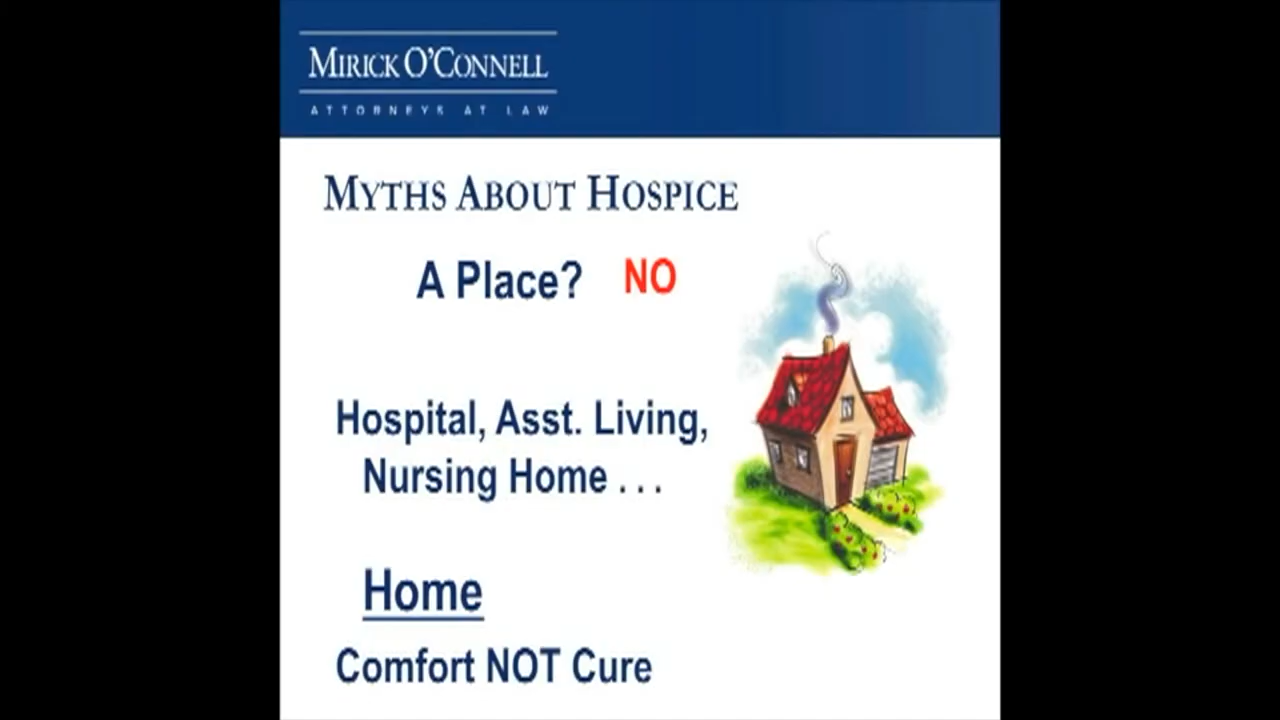 MIRICK O'CONNELL
ATTORNEYS AT LAW
MYTHS ABOUT HOSPICE
A Place? NO
Hospital, Asst. Living,
Nursing Home . . .
Home
Comfort NOT Cure